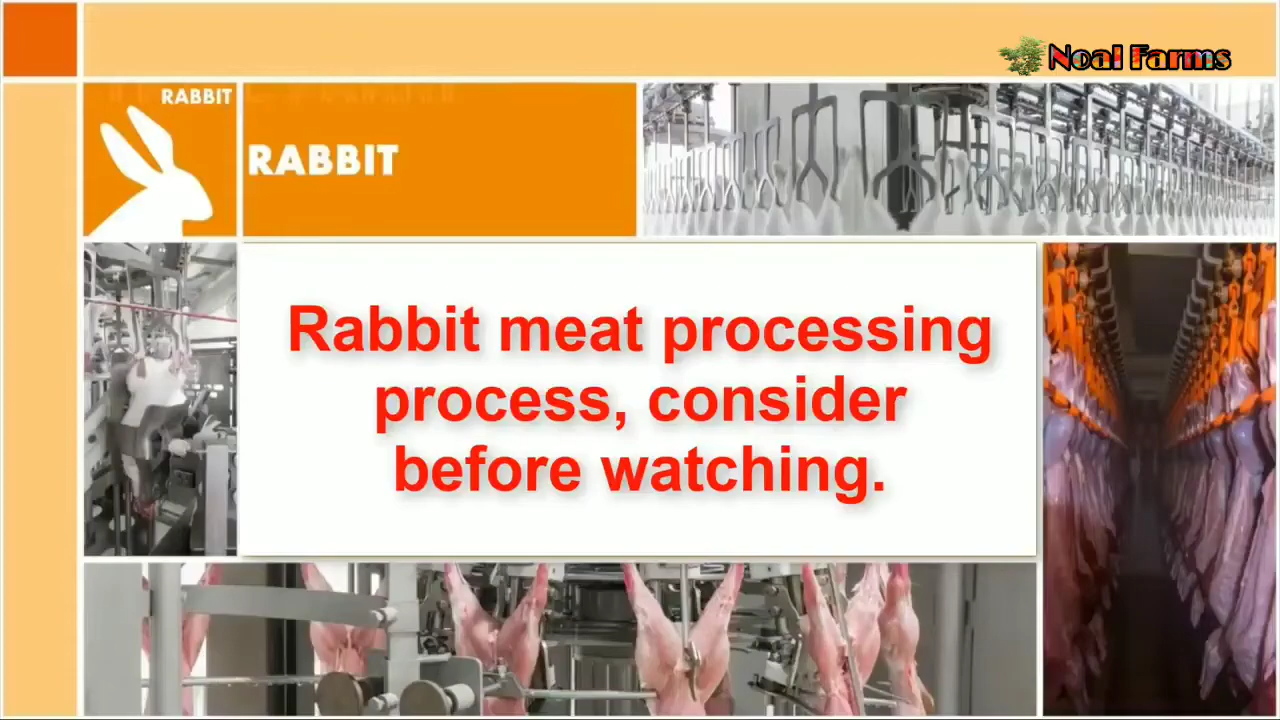 Noal Farms
RABBIT
RABBIT
Rabbit meat processing
process, consider
before watching.